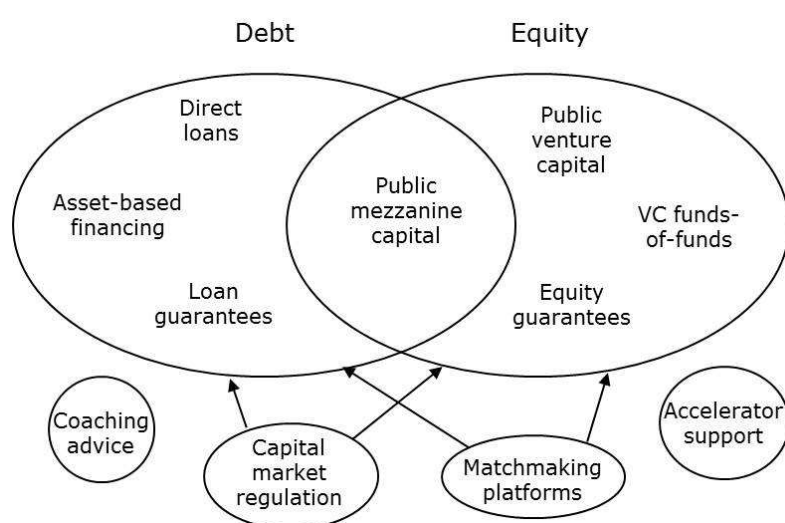 Debt
Equity
Direct
loans
Public
venture
capital
Asset-based
financing
Public
mezzanine
capital
VC funds-
of-funds
Loan
guarantees
Equity
guarantees
Coaching
advice
Capital
market
regulation
Matchmaking
platforms
Accelerator
support